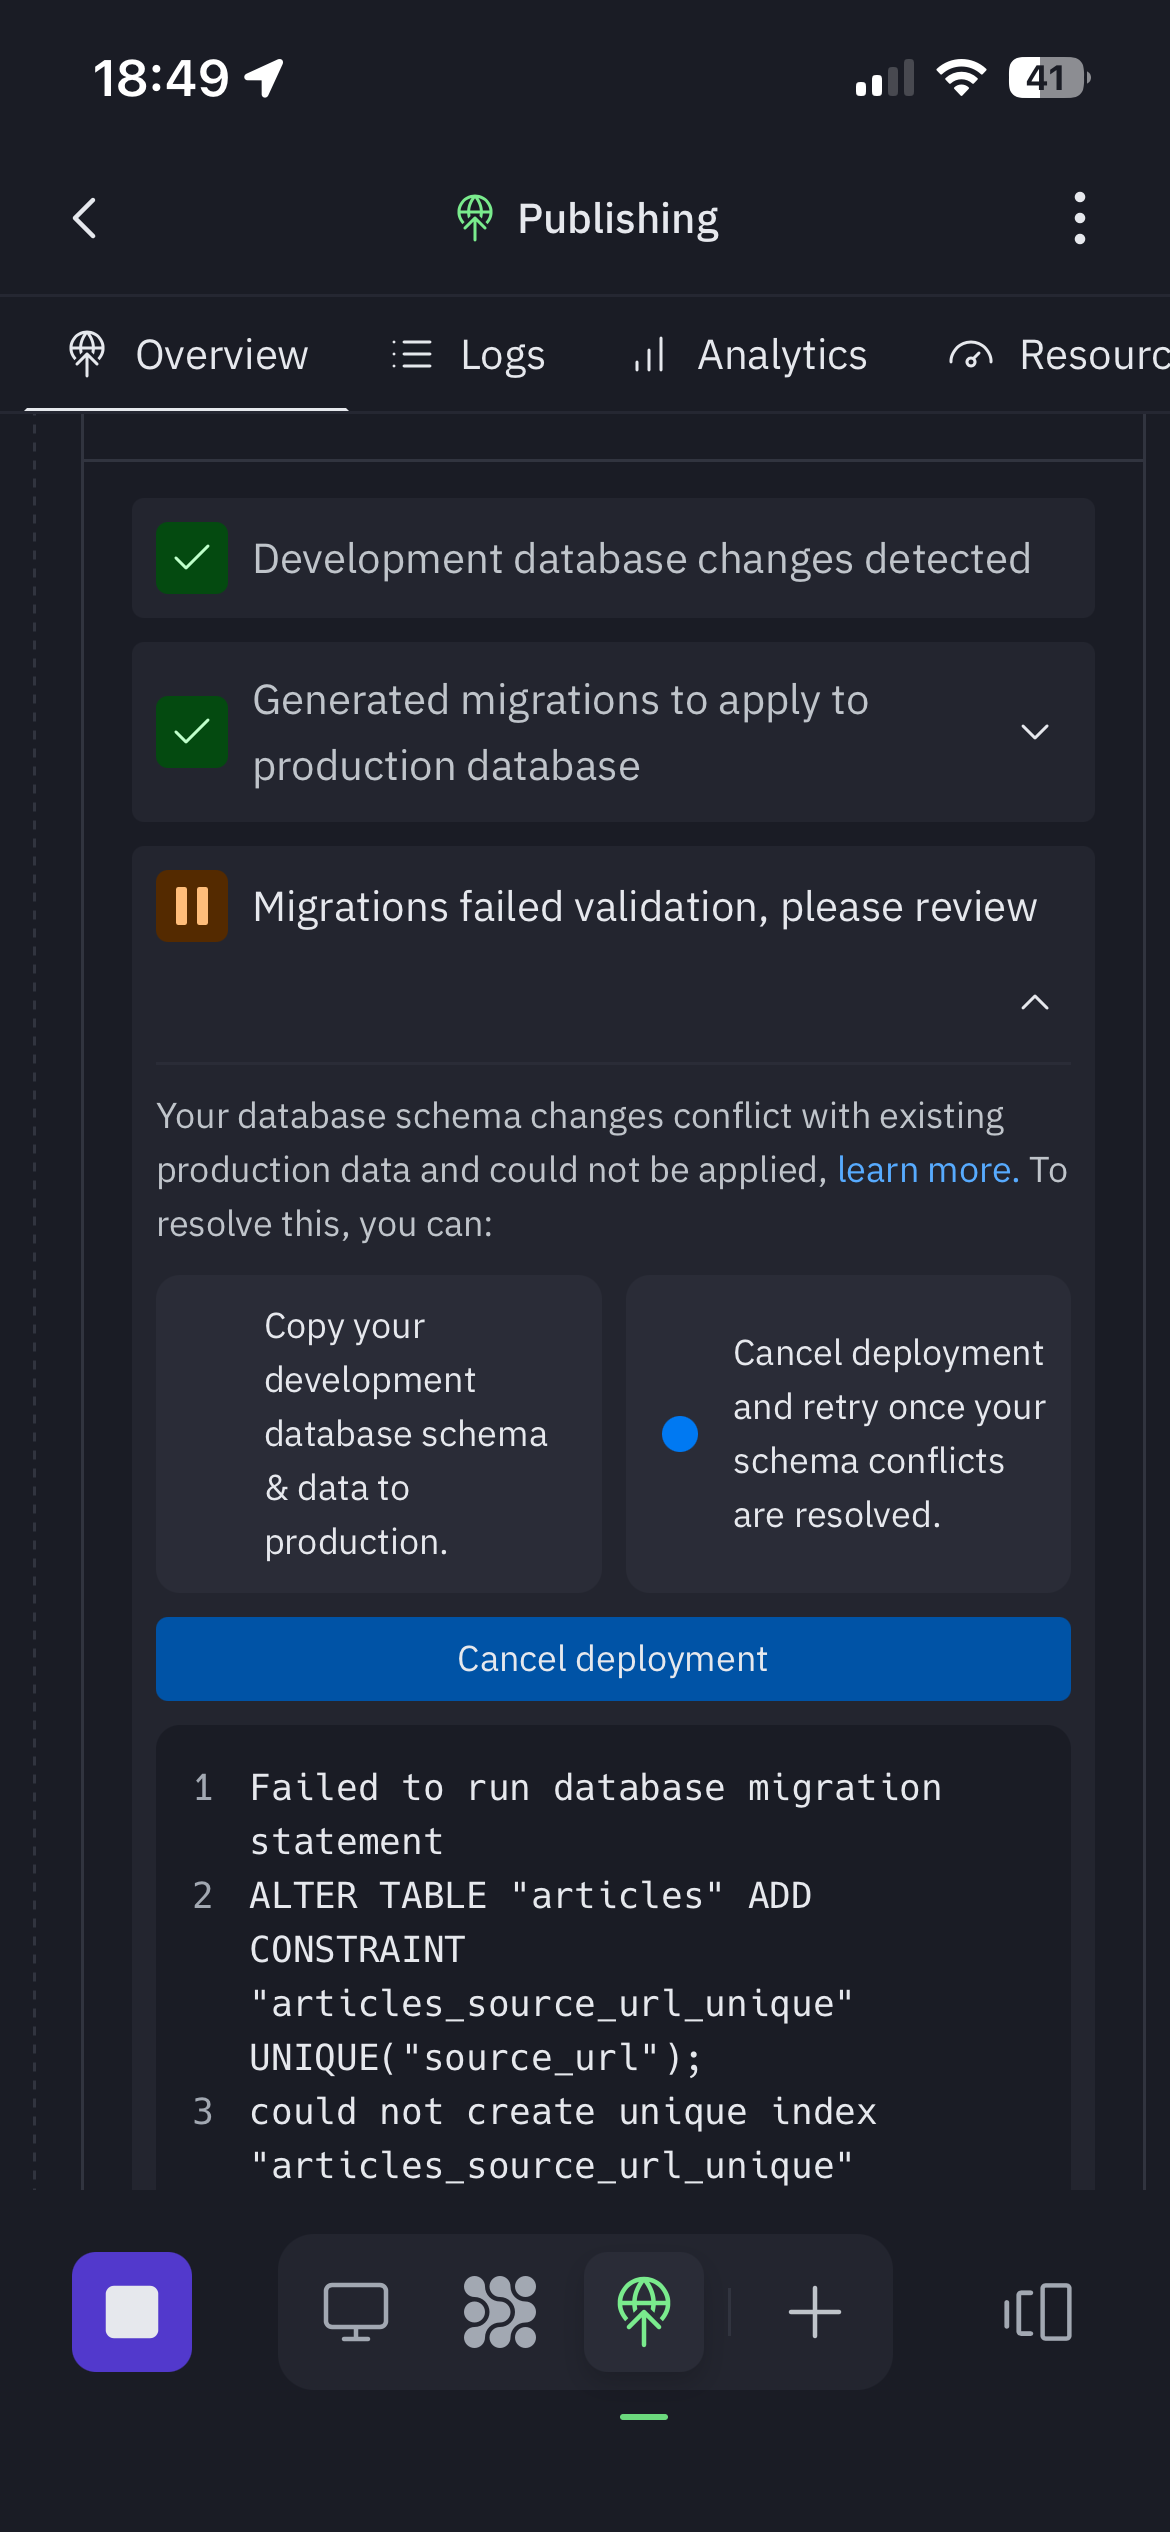 18:49
41
Publishing
Overview
Logs
Analytics
Resourc
Development database changes detected
Generated migrations to apply to
production database
Migrations failed validation, please review
Your database schema changes conflict with existing
production data and could not be applied, learn more. To
resolve this, you can:
Copy your
development
database schema
& data to
production.
Cancel deployment
and retry once your
schema conflicts
are resolved.
Cancel deployment
1 Failed to run database migration
statement
2 ALTER TABLE "articles" ADD
CONSTRAINT
"articles_source_url_unique"
UNIQUE("source_url");
3 could not create unique index
"articles_source_url_unique"